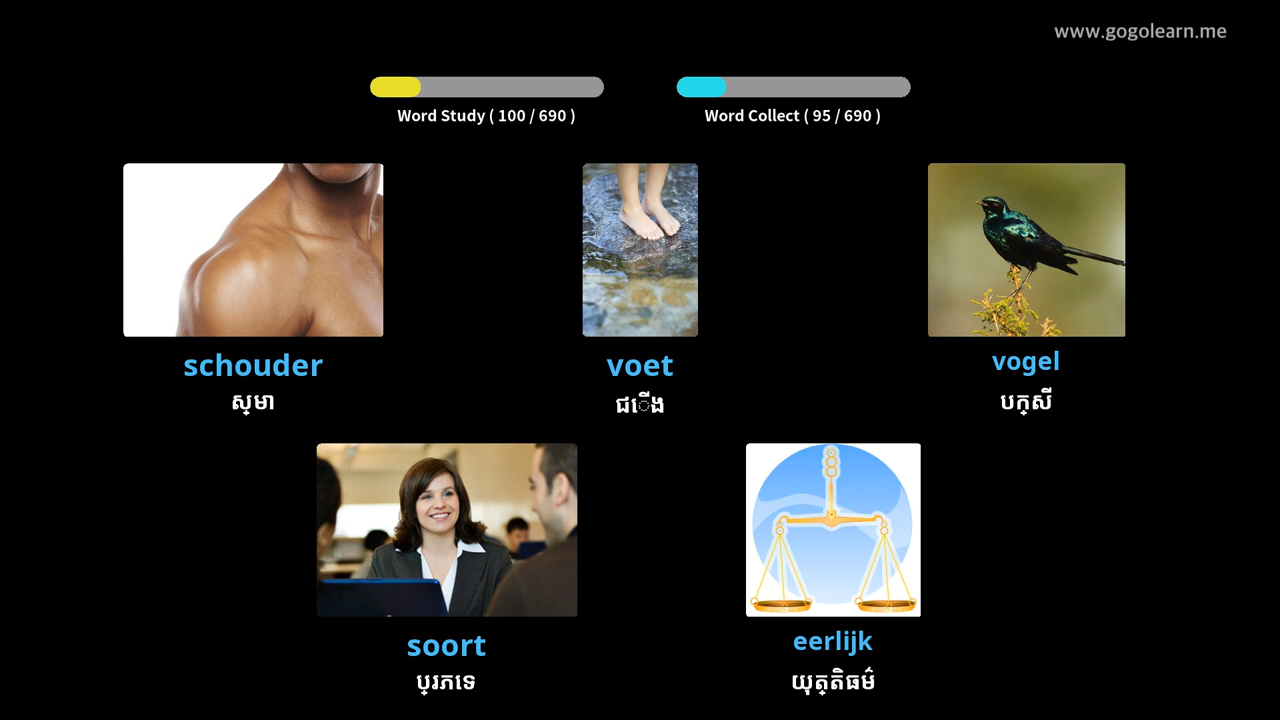 www.gogolearn.me
Word Study ( 100 / 690 )
Word Collect ( 95 / 690 )
schouder
voet
vogel
ស្មា
ជើង
បក្សី
soort
eerlijk
ប្រភទេ
យុត្តិធម៌